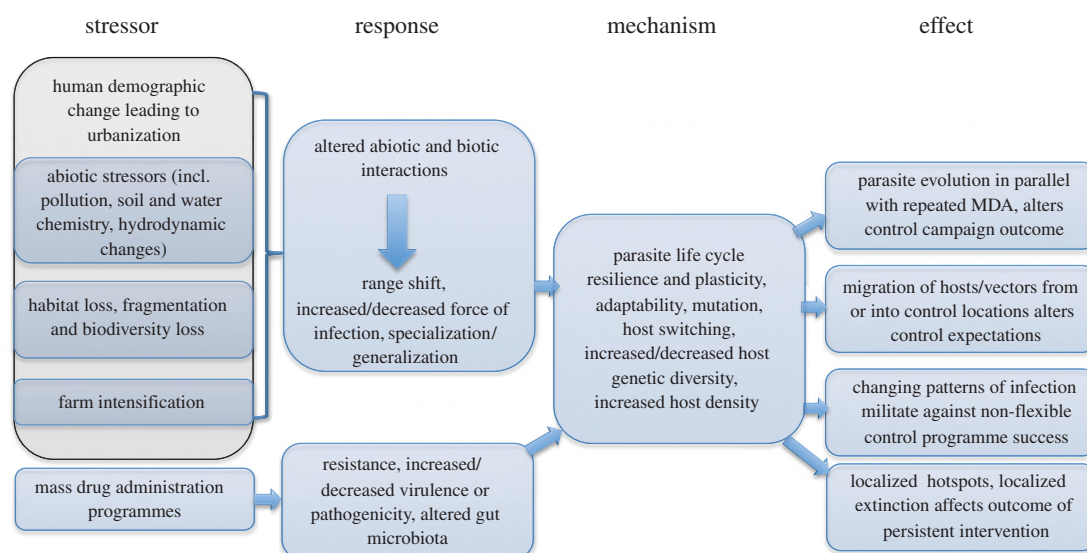 stressor
response
mechanism
effect
human demographic
change leading to
urbanization
abiotic stressors (incl.
pollution, soil and water
chemistry, hydrodynamic
changes)
habitat loss, fragmentation
and biodiversity loss
farm intensification
mass drug administration
programmes
altered abiotic and biotic
interactions
range shift,
increased/decreased force of
infection, specialization/
generalization
resistance, increased/
decreased virulence or
pathogenicity, altered gut
microbiota
parasite life cycle
resilience and plasticity,
adaptability, mutation,
host switching,
increased/decreased host
genetic diversity,
increased host density
parasite evolution in parallel
with repeated MDA, alters
control campaign outcome
migration of hosts/vectors from
or into control locations alters
control expectations
changing patterns of infection
militate against non-flexible
control programme success
localized hotspots, localized
extinction affects outcome of
persistent intervention